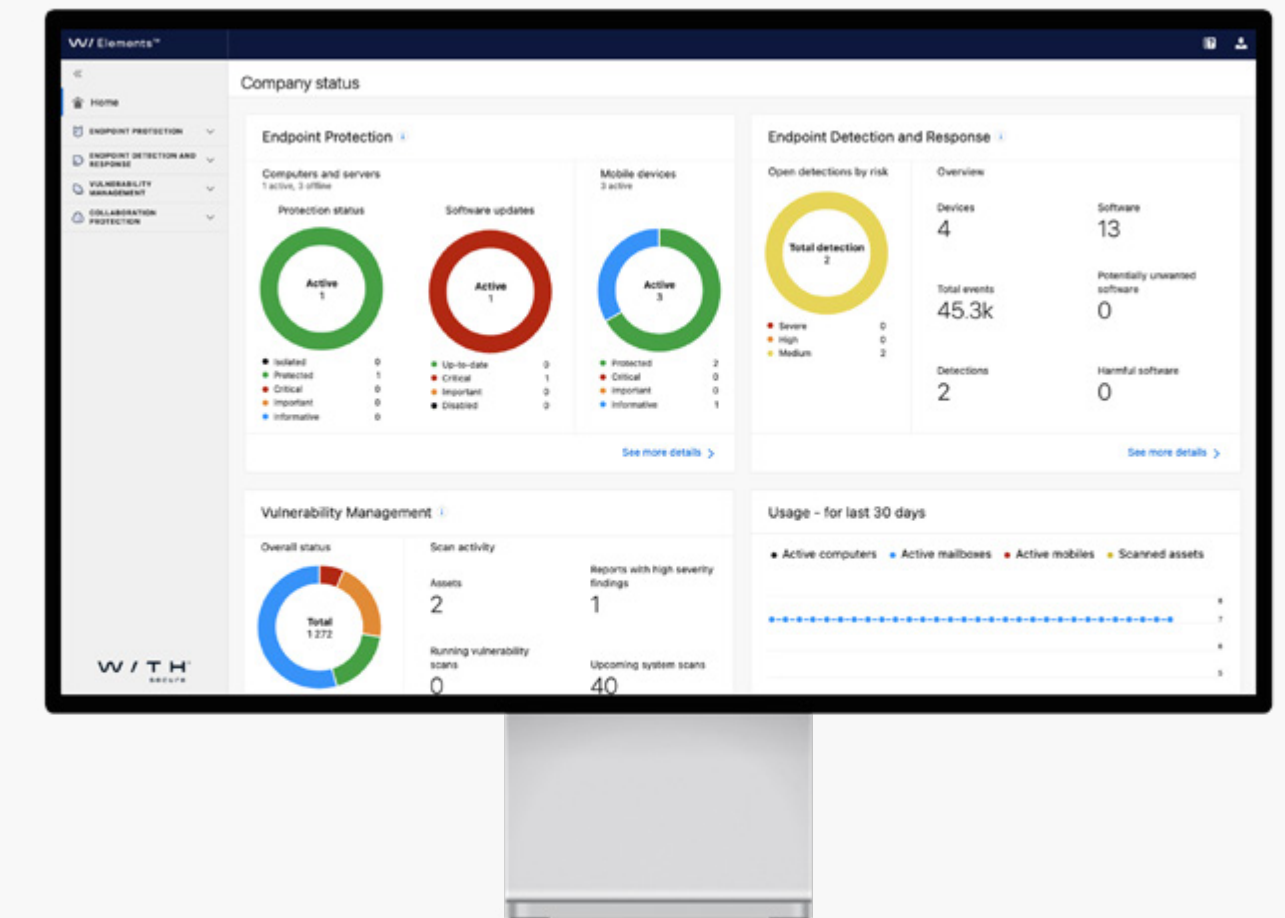 W/ Elements™
Home
ENDPOINT PROTECTION
ENDPOINT DETECTION AND
RESPONSE
VULNERABILITY
MANAGEMENT
COLLABORATION
PROTECTION
W/TH
secure
Company status
Endpoint Protection
Computers and servers
1 active, 3 offline
Protection status
Active
1
Isolated 0
Protected 1
Critical 0
Important 0
Informative 0
Software updates
Active
1
Up-to-date 0
Critical 1
Important 0
Disabled 0
Mobile devices
3 active
Active
3
Protected 2
Critical 0
Important 0
Informative 1
See more details
Endpoint Detection and Response
Open detections by risk
Total detection
2
Severe 0
High 0
Medium 2
Overview
Devices
4
Software
13
Total events
45.3k
Potentially unwanted
software
0
Detections
2
Harmful software
0
See more details
Vulnerability Management
Overall status
Total
1 272
Scan activity
Assets
2
Reports with high severity
findings
1
Running vulnerability
scans
0
Upcoming system scans
40
Usage - for last 30 days
Active computers Active mailboxes Active mobiles Scanned assets
8
7
6
5